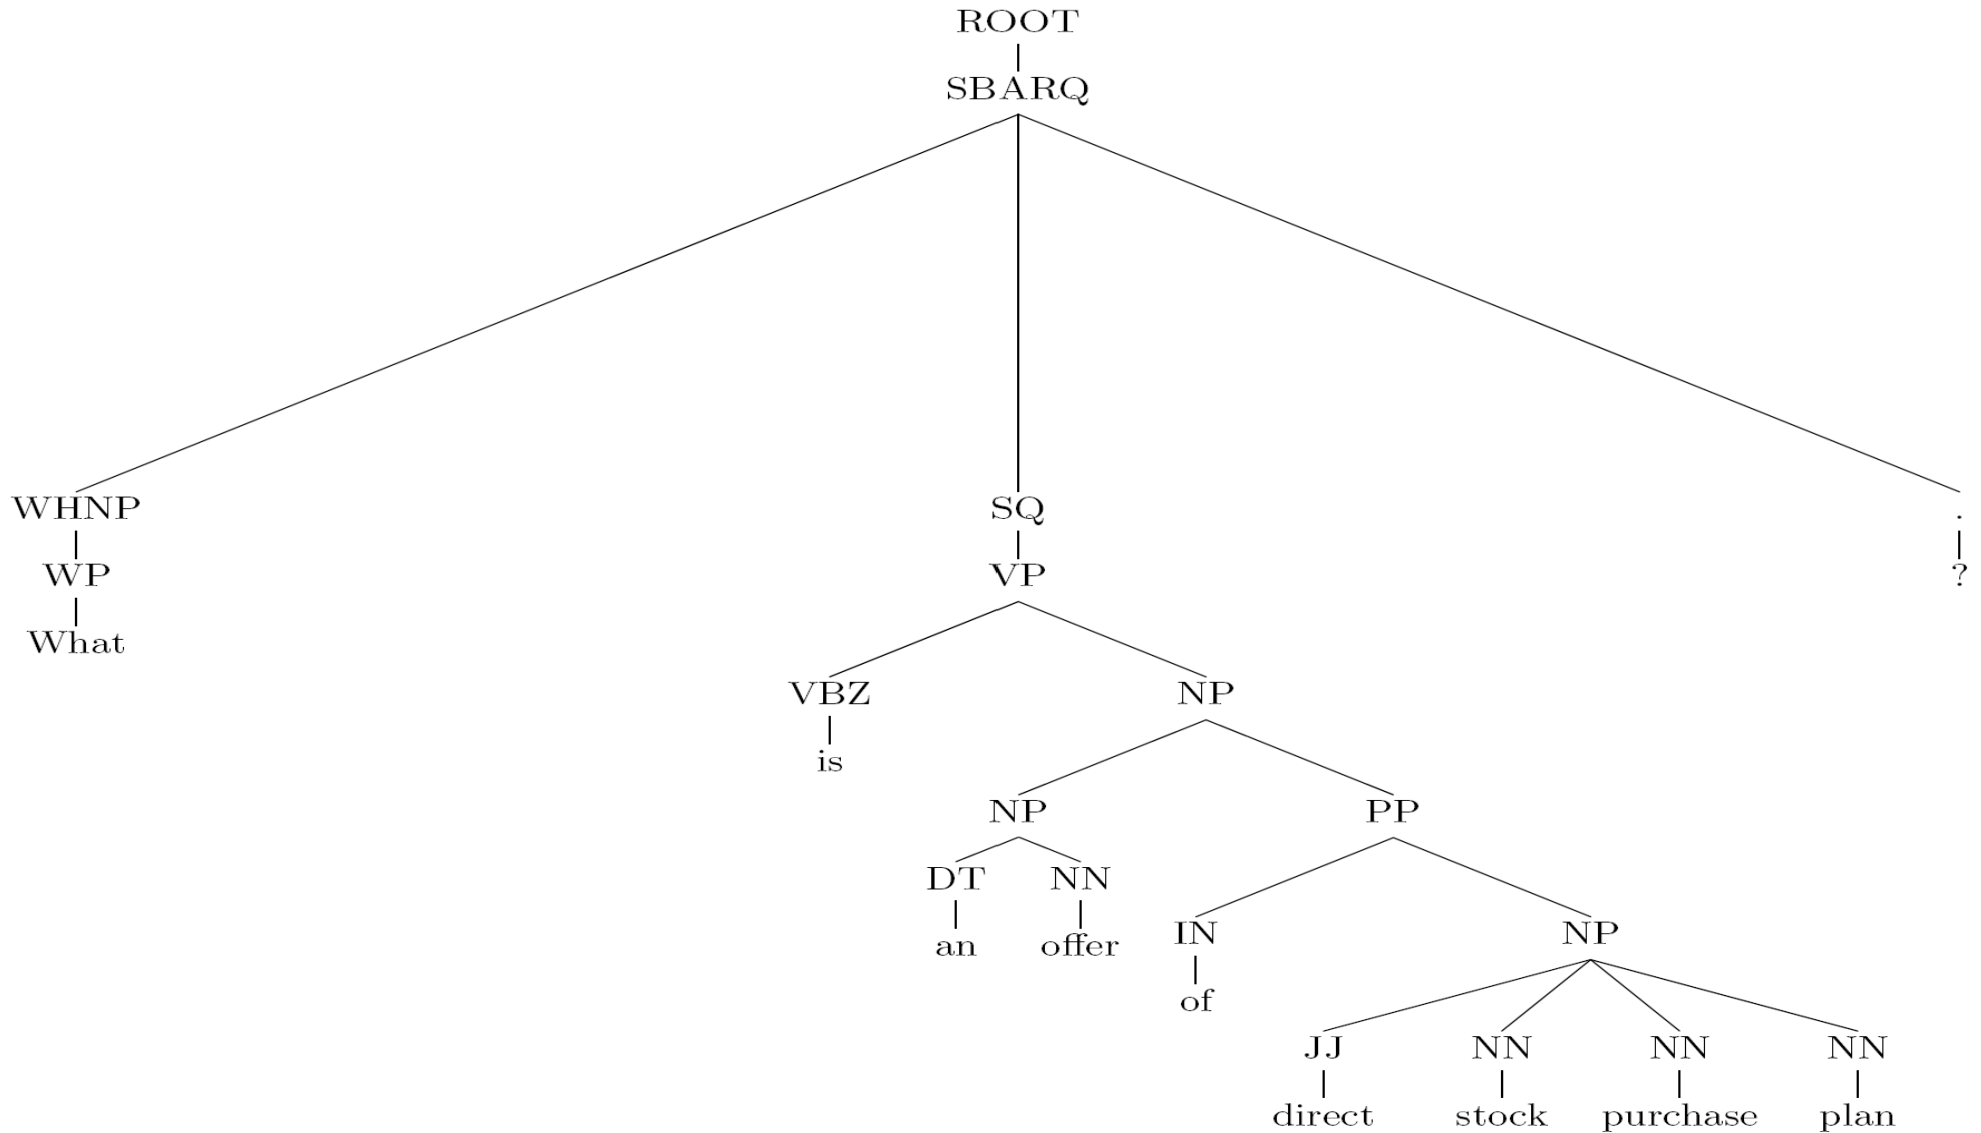 ROOT
SBARQ
WHNP SQ .
WP VP ?
What
VBZ NP
is
NP PP
DT NN
IN NP
an offer
of
JJ NN NN NN
direct stock purchase plan